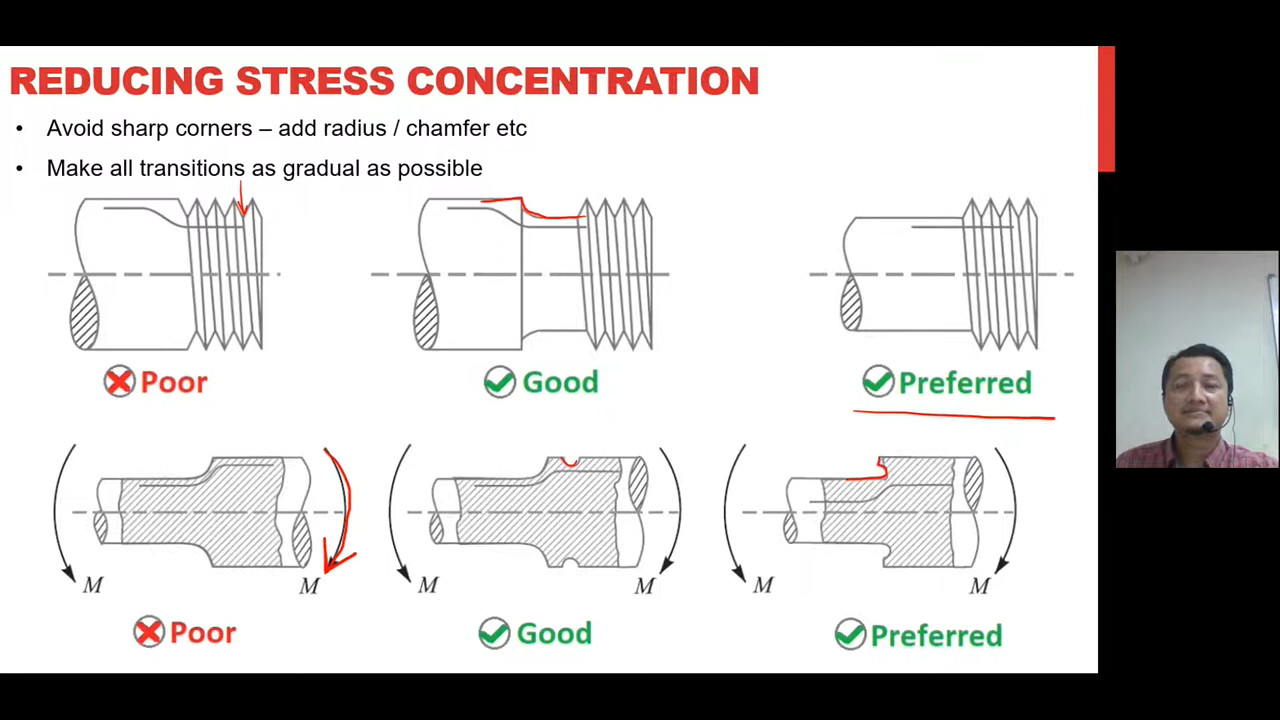 REDUCING STRESS CONCENTRATION
• Avoid sharp corners – add radius / chamfer etc
• Make all transitions as gradual as possible
Poor
Good
Preferred
M
M
M
M
M
M
Poor
Good
Preferred